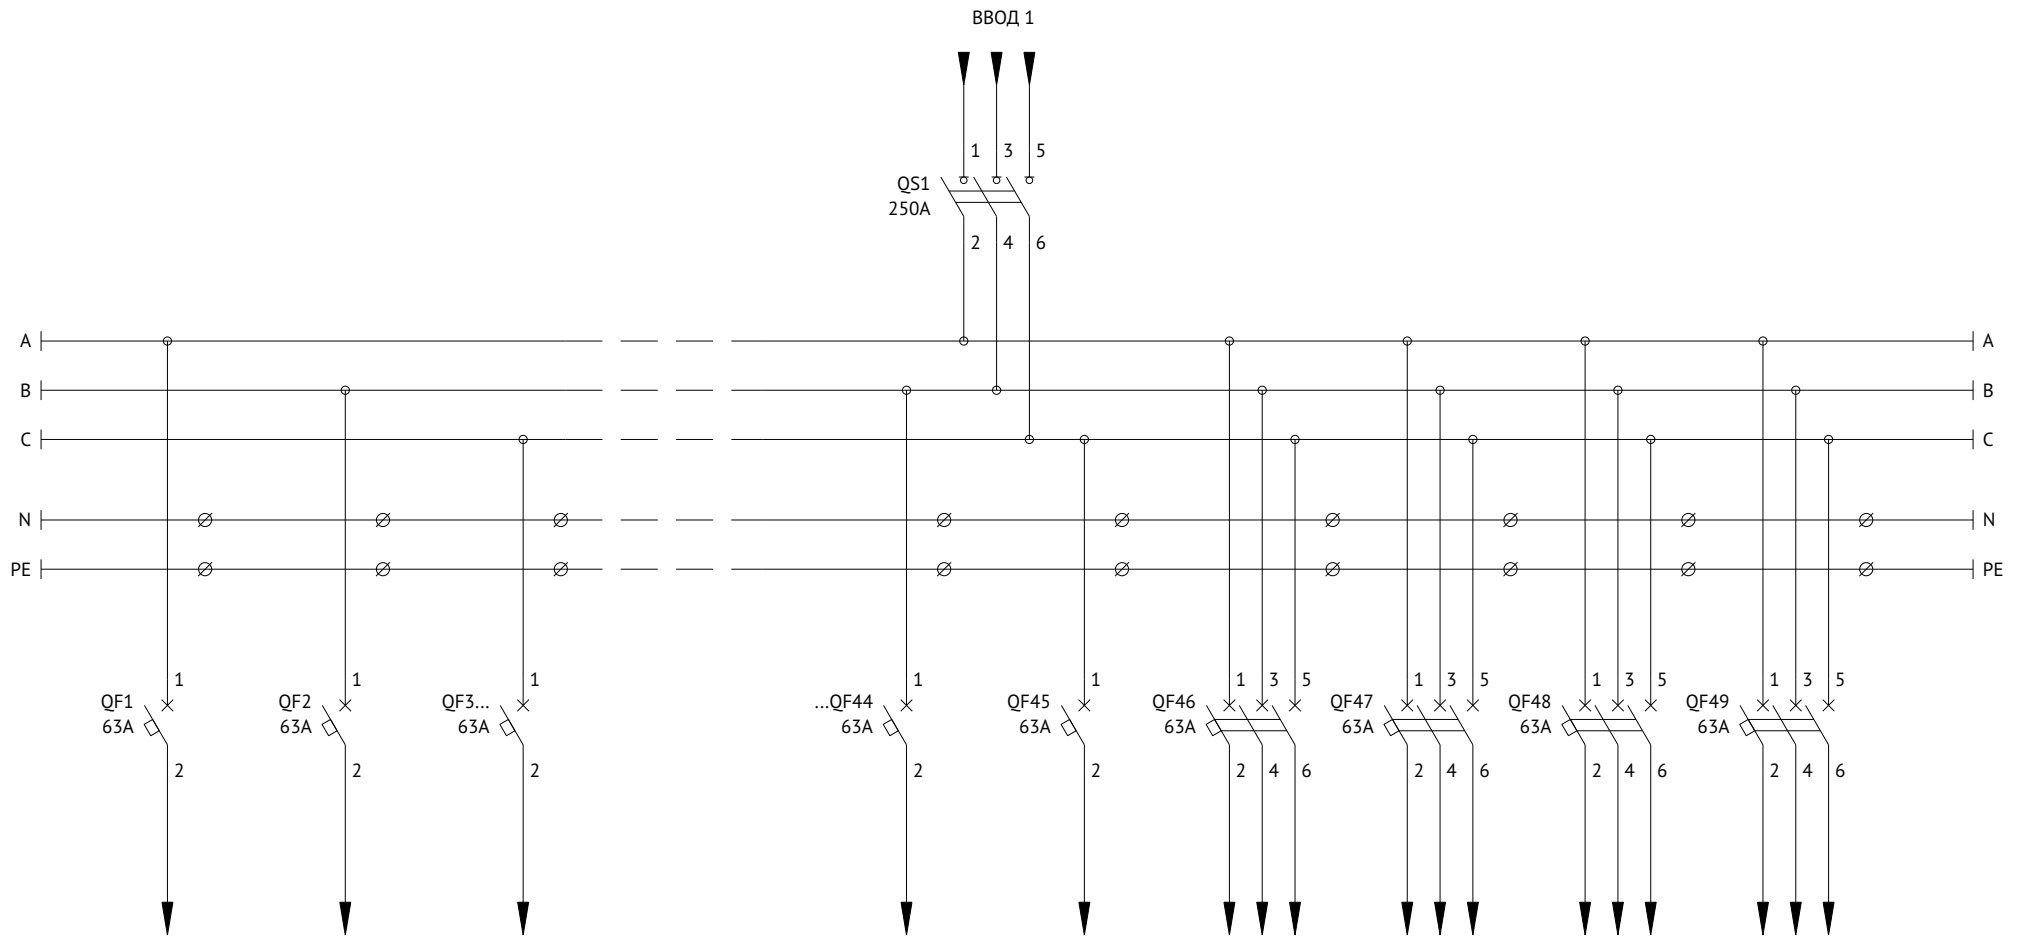 ВВОД 1
1 3 5
QS1
250A
2 4 6
A A
B B
C C
N N
PE PE
1 1 1 1 1 1 3 5 1 3 5 1 3 5 1 3 5
QF1 QF2 QF3... ...QF44 QF45 QF46 QF47 QF48 QF49
63A 63A 63A 63A 63A 63A 63A 63A 63A
2 2 2 2 2 2 4 6 2 4 6 2 4 6 2 4 6